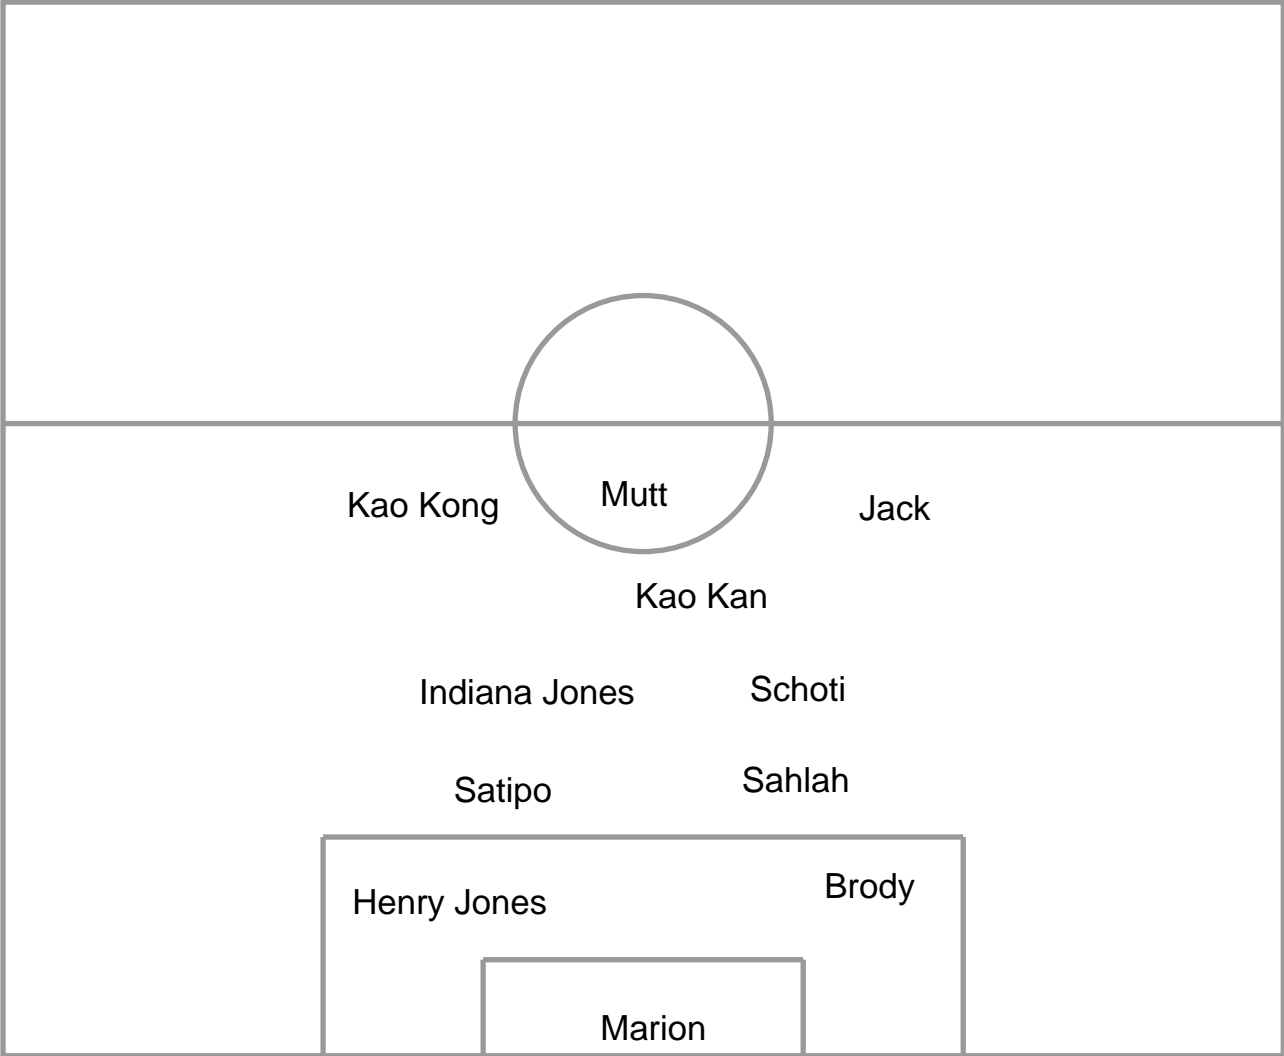 Kao Kong
Mutt
Jack
Kao Kan
Indiana Jones
Schoti
Satipo
Sahlah
Henry Jones
Brody
Marion